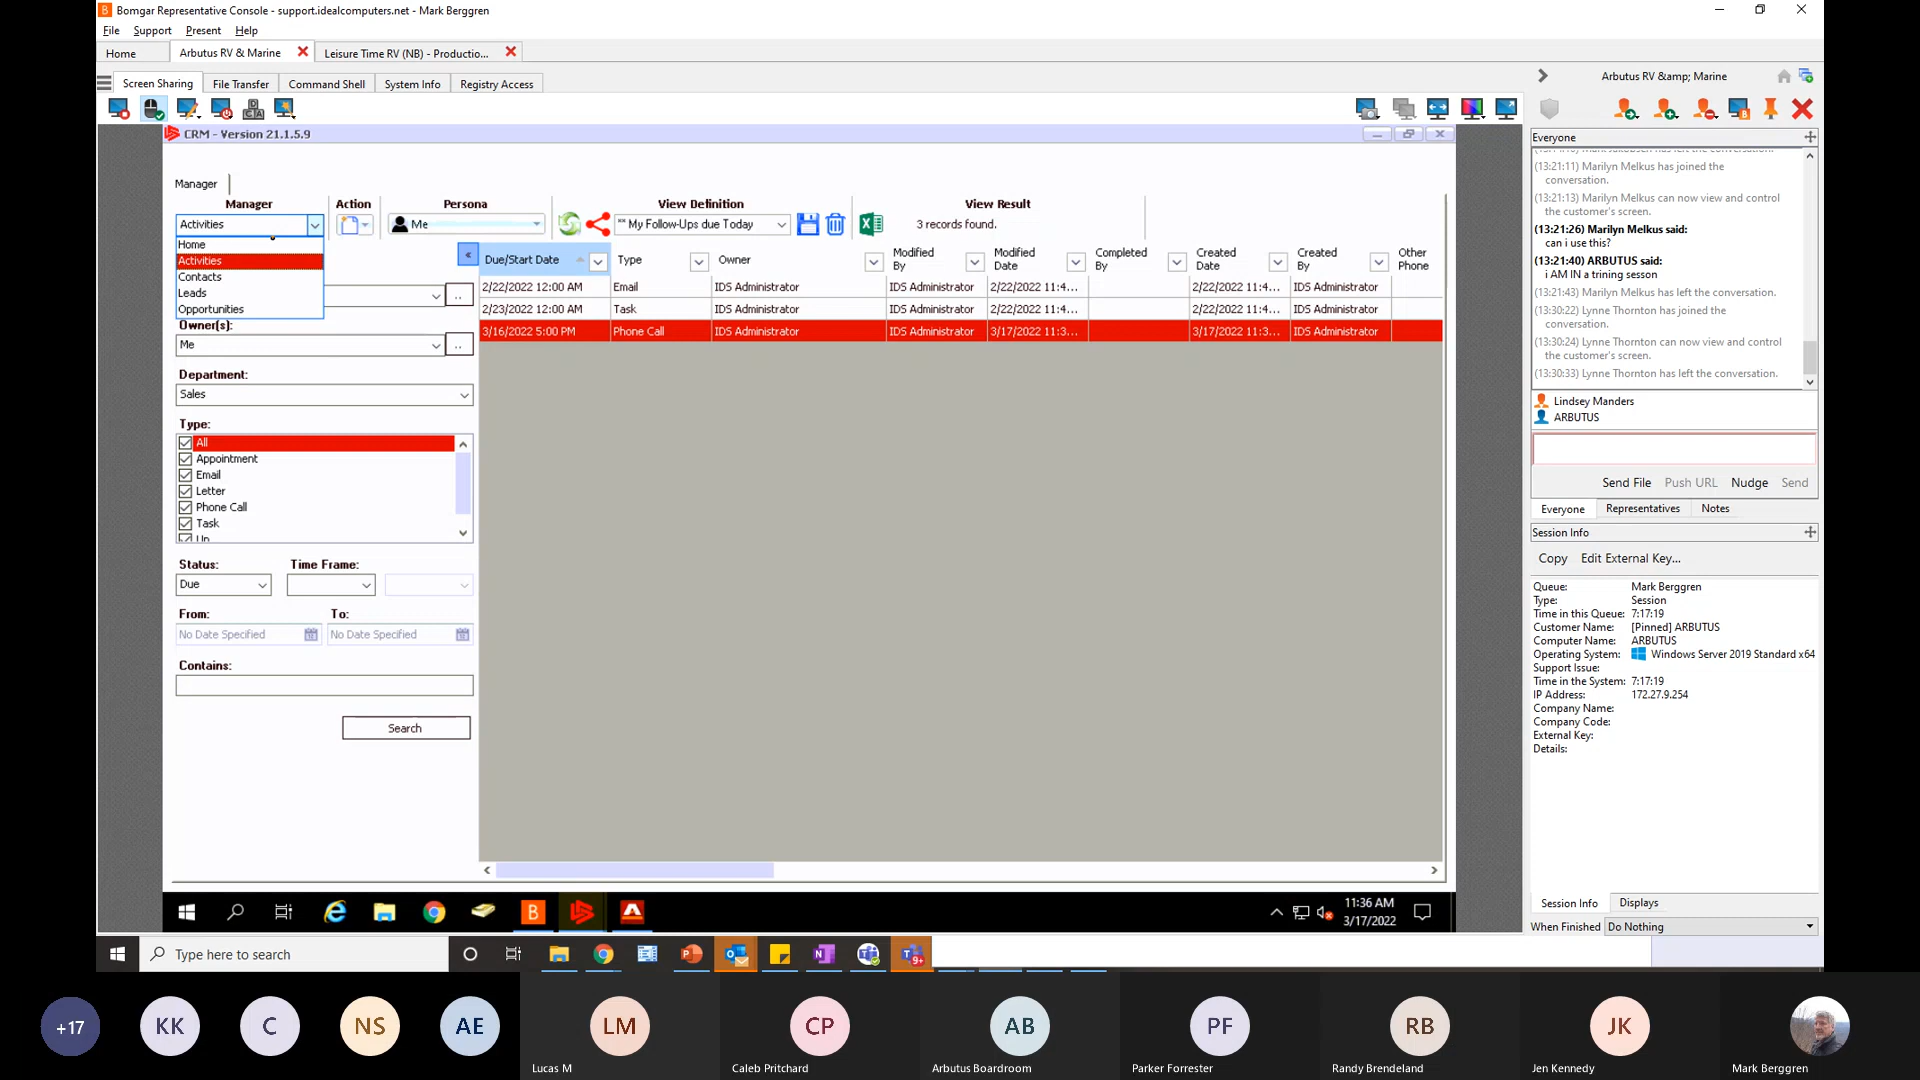 Bomgar Representative Console - support.idealcomputers.net - Mark Berggren
File Support Present Help
Home Arbutus RV & Marine Leisure Time RV (NB) - Productio...
Screen Sharing File Transfer Command Shell System Info Registry Access
Arbutus RV &amp; Marine
CRM - Version 21.1.5.9
Manager
Manager Action Persona View Definition View Result
Activities Me ** My Follow-Ups due Today 3 records found.
Home
Activities
Contacts
Leads
Opportunities
Owner(s):
Me
Department:
Sales
Type:
All
Appointment
Email
Letter
Phone Call
Task
Up
Status: Time Frame:
Due
From: To:
No Date Specified No Date Specified
Contains:
Search
Due/Start Date Type Owner Modified By Modified Date Completed By Created Date Created By Other Phone
2/22/2022 12:00 AM Email IDS Administrator IDS Administrator 2/22/2022 11:4... 2/22/2022 11:4... IDS Administrator
2/23/2022 12:00 AM Task IDS Administrator IDS Administrator 2/22/2022 11:4... 2/22/2022 11:4... IDS Administrator
3/16/2022 5:00 PM Phone Call IDS Administrator IDS Administrator 3/17/2022 11:3... 3/17/2022 11:3... IDS Administrator
11:36 AM
3/17/2022
Everyone
(13:21:11) Marilyn Melkus has joined the
conversation.
(13:21:13) Marilyn Melkus can now view and control
the customer's screen.
(13:21:26) Marilyn Melkus said:
can i use this?
(13:21:40) ARBUTUS said:
i AM IN a trining sesson
(13:21:43) Marilyn Melkus has left the conversation.
(13:30:22) Lynne Thornton has joined the
conversation.
(13:30:24) Lynne Thornton can now view and control
the customer's screen.
(13:30:33) Lynne Thornton has left the conversation.
Lindsey Manders
ARBUTUS
Send File Push URL Nudge Send
Everyone Representatives Notes
Session Info
Copy Edit External Key...
Queue: Mark Berggren
Type: Session
Time in this Queue: 7:17:19
Customer Name: [Pinned] ARBUTUS
Computer Name: ARBUTUS
Operating System: Windows Server 2019 Standard x64
Support Issue:
Time in the System: 7:17:19
IP Address: 172.27.9.254
Company Name:
Company Code:
External Key:
Details:
Session Info Displays
When Finished Do Nothing
Type here to search
+17 KK C NS AE LM CP AB PF RB JK
Lucas M Caleb Pritchard Arbutus Boardroom Parker Forrester Randy Brendeland Jen Kennedy Mark Berggren